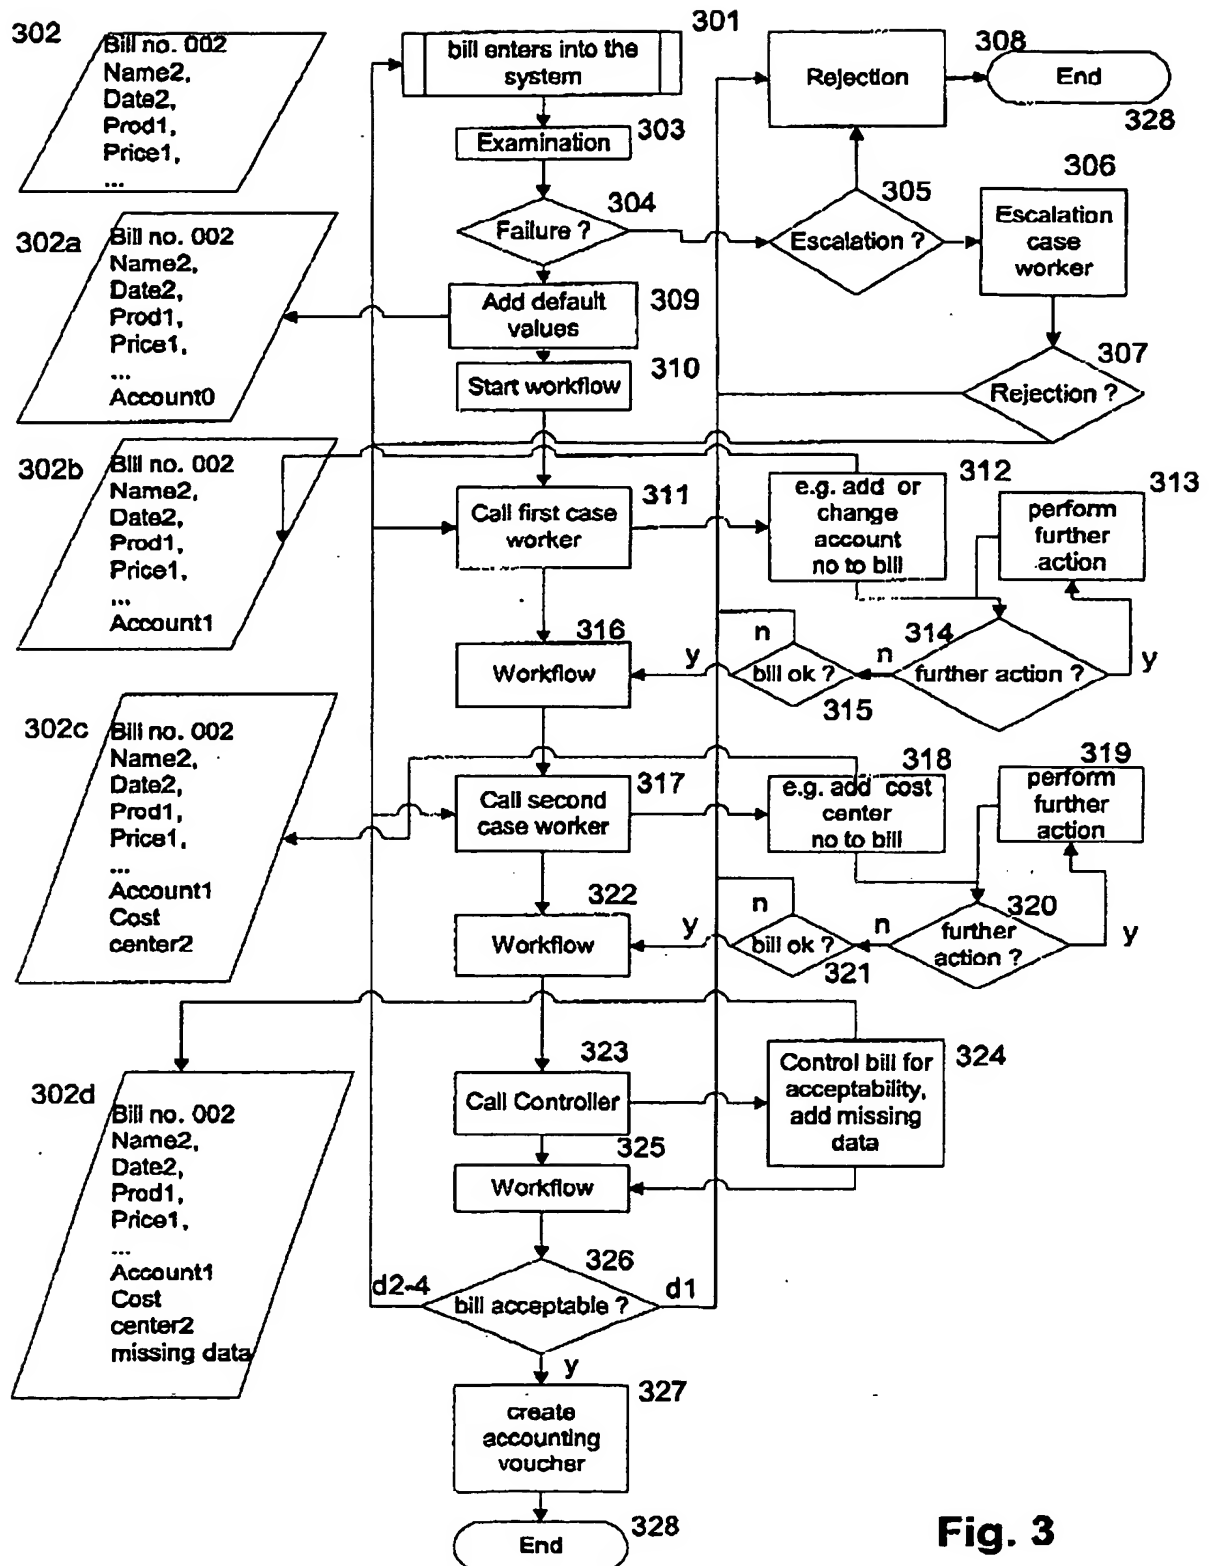 302
Bill no. 002
Name2,
Date2,
Prod1,
Price1,
...
301
bill enters into the
system
Rejection
308
End
328
303
Examination
304
Failure ?
305
Escalation ?
306
Escalation
case
worker
302a
Bill no. 002
Name2,
Date2,
Prod1,
Price1,
...
Account0
Add default
values
309
310
Start workflow
307
Rejection ?
302b
Bill no. 002
Name2,
Date2,
Prod1,
Price1,
...
Account1
311
Call first case
worker
312
e.g. add or
change
account
no to bill
313
perform
further
action
316
Workflow
y
n
bill ok ?
315
n
314
further action ?
y
302c
Bill no. 002
Name2,
Date2,
Prod1,
Price1,
...
Account1
Cost
center2
317
Call second
case worker
318
e.g. add cost
center
no to bill
319
perform
further
action
322
Workflow
y
n
bill ok ?
321
n
320
further
action ?
y
302d
Bill no. 002
Name2,
Date2,
Prod1,
Price1,
...
Account1
Cost
center2
missing data
323
Call Controller
324
Control bill for
acceptability,
add missing
data
325
Workflow
326
d2-4
bill acceptable ?
d1
y
327
create
accounting
voucher
End
328
Fig. 3